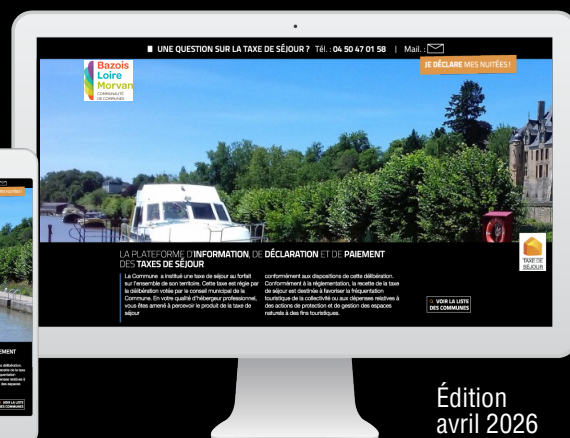 UNE QUESTION SUR LA TAXE DE SÉJOUR ? Tél. : 04 50 47 01 58 | Mail. :
JE DÉCLARE MES NUITÉES !
Bazois
Loire
Morvan
COMMUNAUTÉ
DE COMMUNES
LA PLATEFORME D'INFORMATION, DE DÉCLARATION ET DE PAIEMENT
DES TAXES DE SÉJOUR
La Commune a institué une taxe de séjour au forfait
sur l'ensemble de son territoire. Cette taxe est régie par
la délibération votée par le conseil municipal de la
Commune. En votre qualité d'hébergeur professionnel,
vous êtes amené à percevoir le produit de la taxe de
séjour
conformément aux dispositions de cette délibération.
Conformément à la réglementation, la recette de la taxe
de séjour est destinée à favoriser la fréquentation
touristique de la collectivité ou aux dépenses relatives à
des actions de protection et de gestion des espaces
naturels à des fins touristiques.
TAXE DE
SÉJOUR
VOIR LA LISTE
DES COMMUNES
EMENT
VOIR LA LISTE
DES COMMUNES
Édition
avril 2026